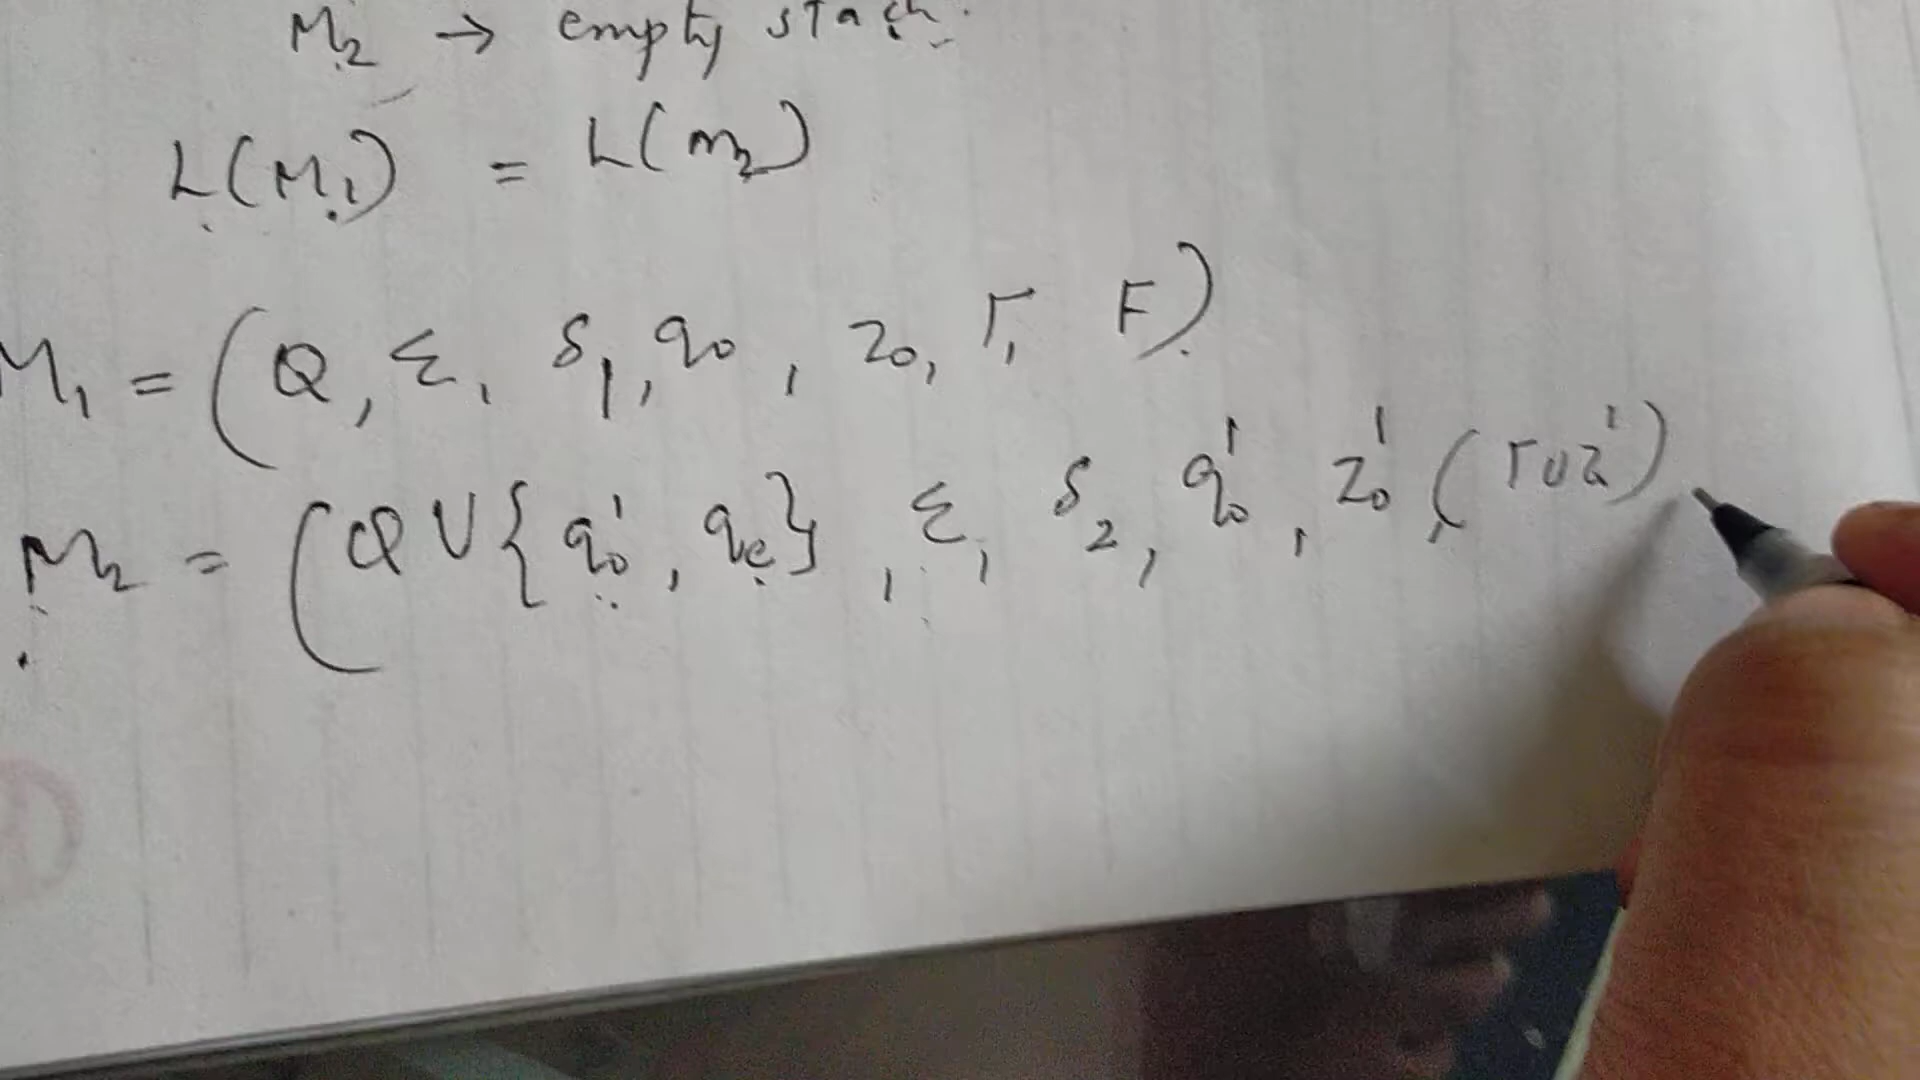 M₂ → empty stack.
L(M₁) = L(M₂)
M₁ = (Q, Σ, δ₁, q₀, z₀, Γ, F)
M₂ = (Q∪{q₀', qₑ}, Σ, δ₂, q₀', z₀', (Γ∪z₀')